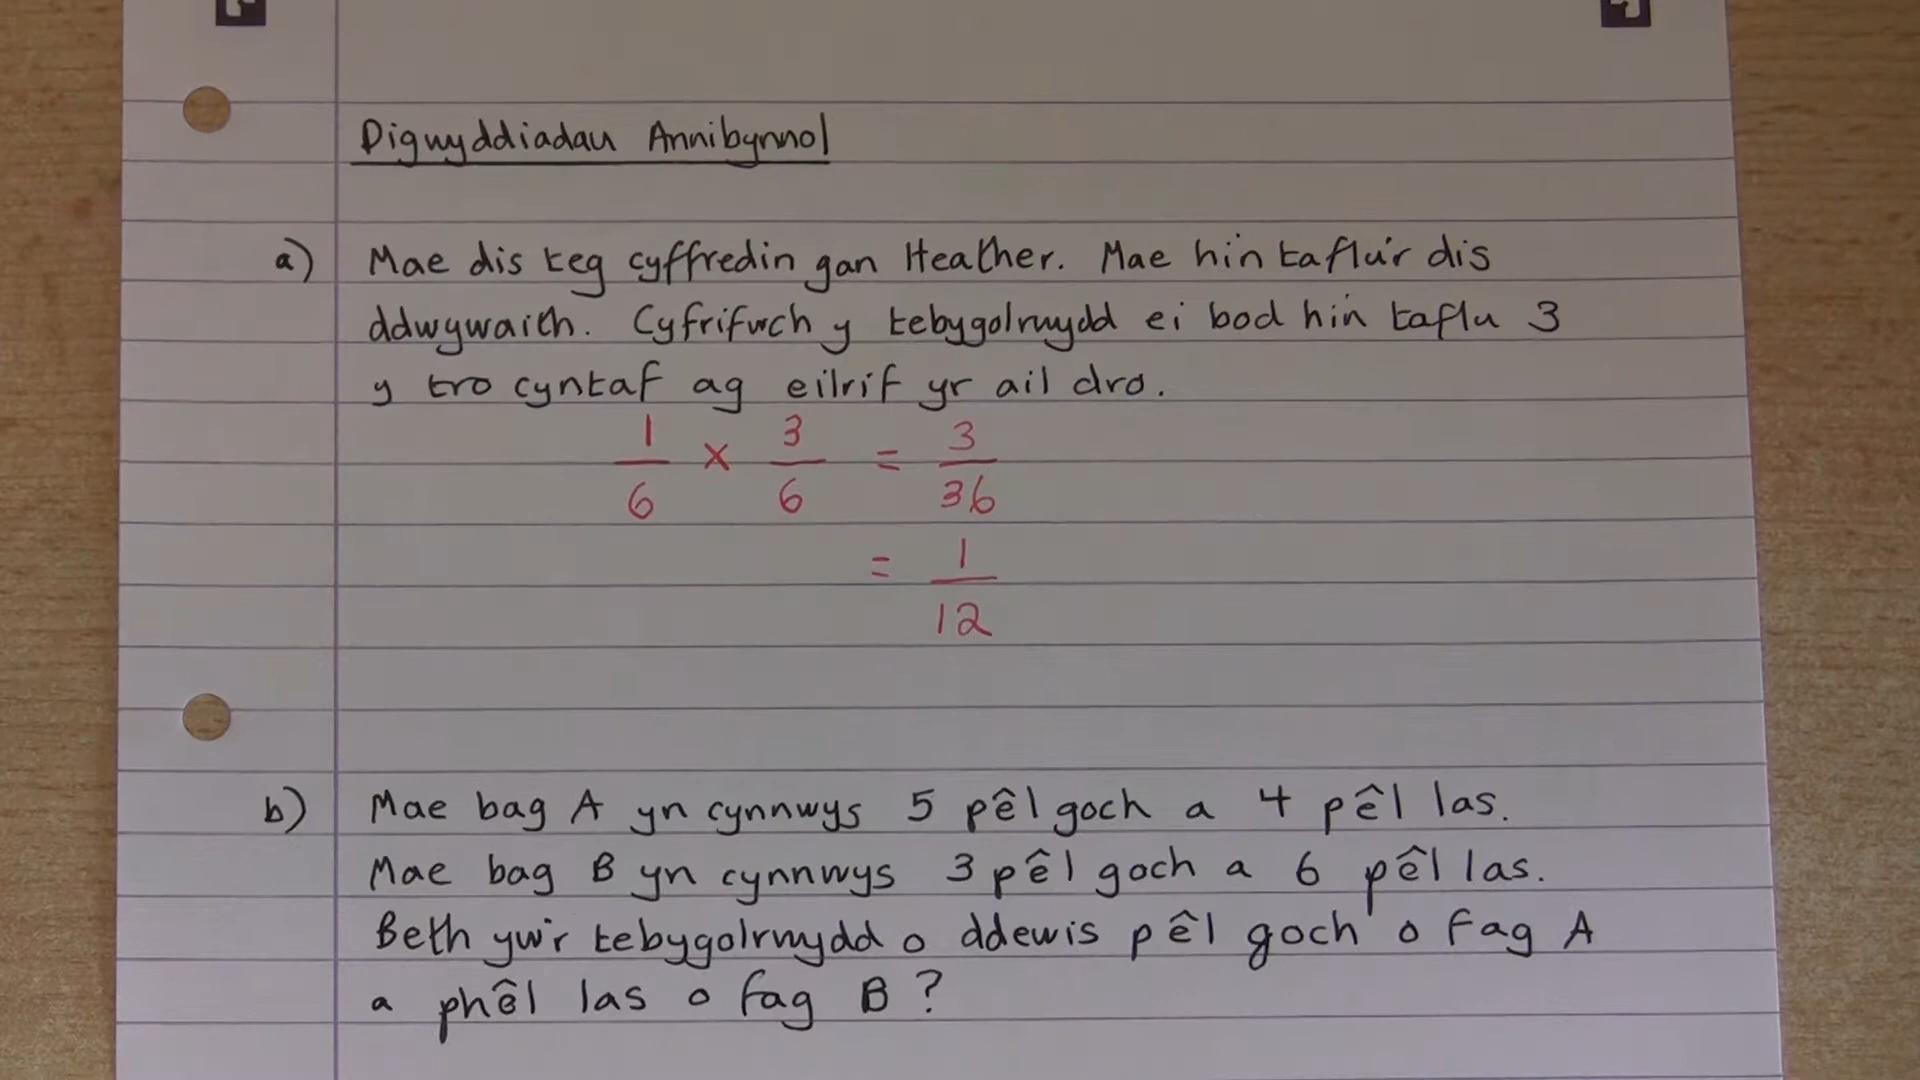 Digwyddiadau Annibynnol
a) Mae dis teg cyffredin gan Heather. Mae hi'n taflu'r dis
ddwywaith. Cyfrifwch y tebygolrwydd ei bod hi'n taflu 3
y tro cyntaf ag eilrif yr ail dro.
1/6 × 3/6 = 3/36
= 1/12
b) Mae bag A yn cynnwys 5 pêl goch a 4 pêl las.
Mae bag B yn cynnwys 3 pêl goch a 6 pêl las.
Beth yw'r tebygolrwydd o ddewis pêl goch o fag A
a phêl las o fag B?